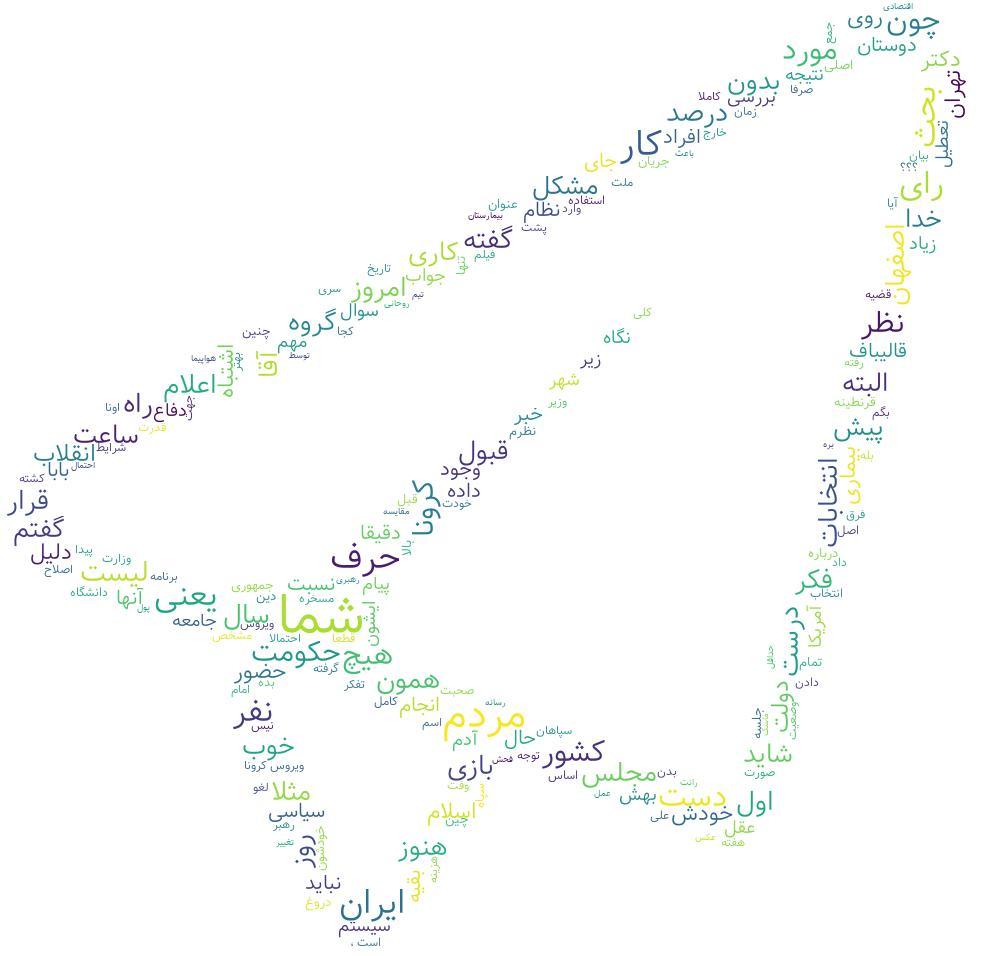 اقتصادی
چون
روی
جمع
دوستان
مورد
دکتر
اصلی
نتیجه
تهران
بدون
صرفا
بررسی
کاملا
بحث
زمان
درصد
تعطیل
خارج
افراد
کار
باعث
بیان
جریان
جای
؟؟؟
ملت
رای
مشکل
استفاده
آیا
عنوان
وارد
نظام
بیمارستان
خدا
پشت
گفته
زیاد
اصفهان
کاری
فیلم
تنها
تاریخ
جواب
امروز
سری
تیم
قضیه
روحانی
سوال
کلی
گروه
نظر
کجا
چنین
نگاه
مهم
قالیباف
توسط
هواپیما
بهتر
زیر
آقا
رفته
اشتباه
شهر
البته
اعلام
وزیر
قرنطینه
جهت
راه
دفاع
اونا
خبر
بگم
قدرت
نظرم
پیش
ساعت
شرایط
بره
قبول
انقلاب
بله
احتمال
بابا
وجود
بیماری
کشته
داده
انتخابات
قرار
قبل
خودت
کرونا
مقایسه
فرق
گفتم
دقیقا
اصل
دلیل
پیدا
بالا
حرف
درباره
وزارت
داد
اصلاح
لیست
برنامه
پیام
رهبری
نسبت
جمهوری
فکر
دانشگاه
آنها
یعنی
دین
مسخره
انتخاب
پول
شما
ایشون
سال
آمریکا
جامعه
ویروس
مشخص
احتمالا
قطعا
درست
حکومت
هیچ
حداقل
تمام
حضور
گرفته
همون
بده
تفکر
دادن
امام
صحبت
کامل
انجام
رسانه
دولت
نفر
نیس
اسم
مردم
جلسه
ماسک
وضعیت
سپاهان
حال
آدم
خوب
کشور
شاید
توجه
فحش
ویروس کرونا
بازی
اساس
مجلس
بدن
صورت
لغو
مثلا
وقت
سپاه
رانت
عمل
بهش
دست
اول
سیاسی
اسلام
چین
علی
خودش
رهبر
عقل
عکس
هفته
تغییر
روز
خودشون
هنوز
هزینه
نباید
بقیه
دروغ
ایران
سیستم
است ،